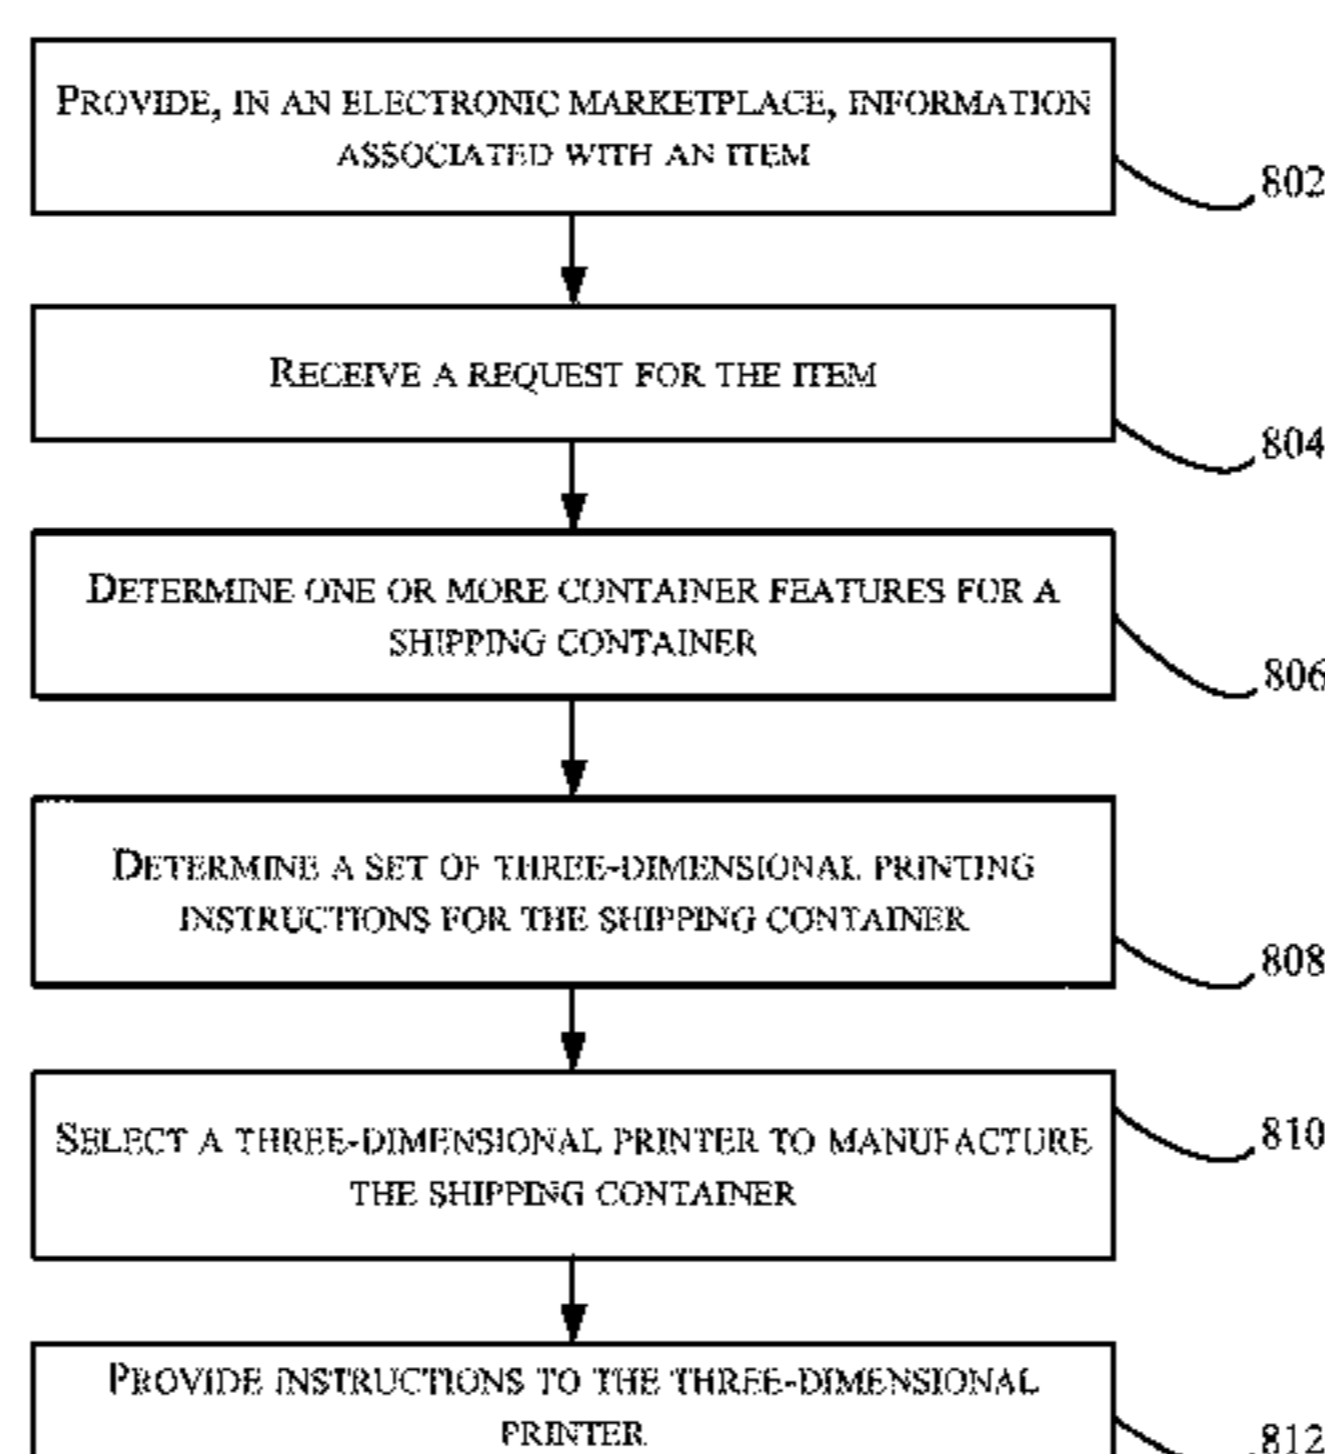 PROVIDE, IN AN ELECTRONIC MARKETPLACE, INFORMATION
ASSOCIATED WITH AN ITEM
802
RECEIVE A REQUEST FOR THE ITEM
804
DETERMINE ONE OR MORE CONTAINER FEATURES FOR A
SHIPPING CONTAINER
806
DETERMINE A SET OF THREE-DIMENSIONAL PRINTING
INSTRUCTIONS FOR THE SHIPPING CONTAINER
808
SELECT A THREE-DIMENSIONAL PRINTER TO MANUFACTURE
THE SHIPPING CONTAINER
810
PROVIDE INSTRUCTIONS TO THE THREE-DIMENSIONAL
PRINTER
812